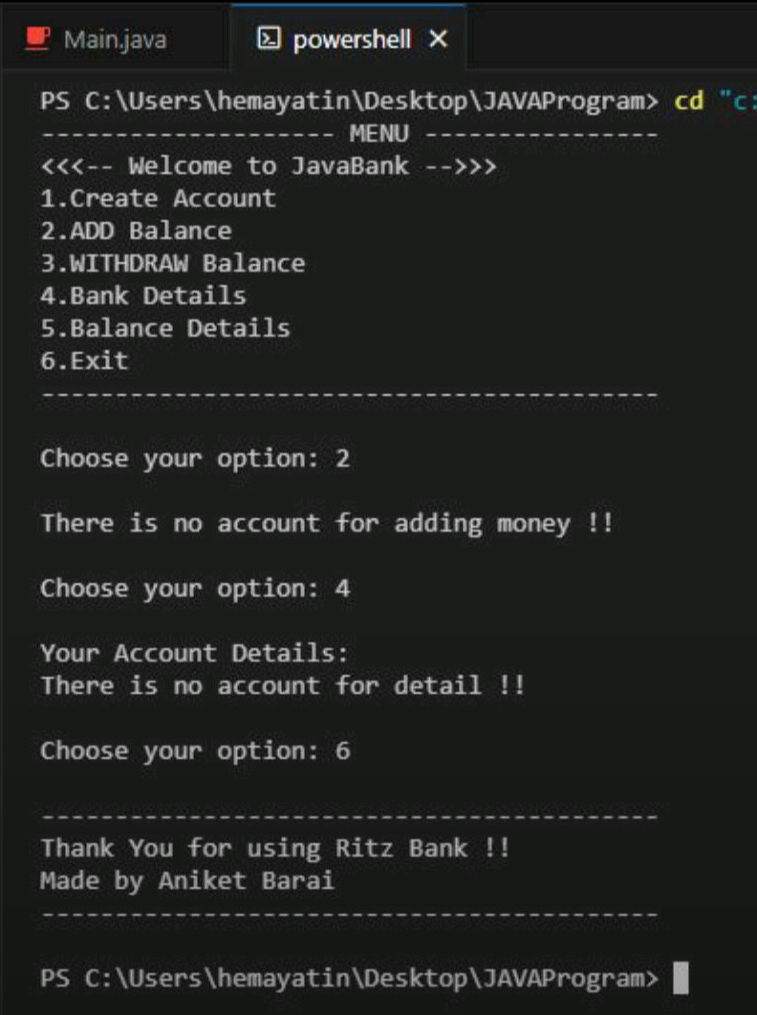 Main.java powershell
PS C:\Users\hemayatin\Desktop\JAVAProgram> cd "c:
-------------------- MENU ----------------
<<<-- Welcome to JavaBank -->>>
1.Create Account
2.ADD Balance
3.WITHDRAW Balance
4.Bank Details
5.Balance Details
6.Exit
------------------------------------------
Choose your option: 2
There is no account for adding money !!
Choose your option: 4
Your Account Details:
There is no account for detail !!
Choose your option: 6
------------------------------------------
Thank You for using Ritz Bank !!
Made by Aniket Barai
------------------------------------------
PS C:\Users\hemayatin\Desktop\JAVAProgram>